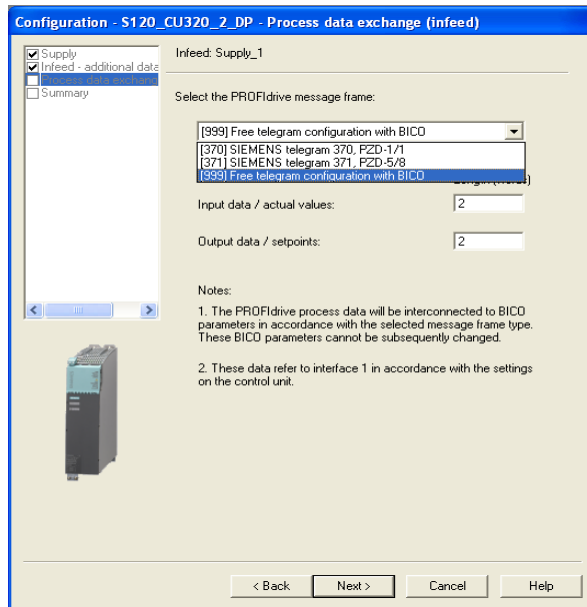 Configuration - S120_CU320_2_DP - Process data exchange (infeed)
Supply
Infeed - additional data
Process data exchang
Summary
Infeed: Supply_1
Select the PROFIdrive message frame:
[999] Free telegram configuration with BICO
[370] SIEMENS telegram 370, PZD-1/1
[371] SIEMENS telegram 371, PZD-5/8
[999] Free telegram configuration with BICO
Input data / actual values:
2
Output data / setpoints:
2
Notes:
1. The PROFIdrive process data will be interconnected to BICO
parameters in accordance with the selected message frame type.
These BICO parameters cannot be subsequently changed.
2. These data refer to interface 1 in accordance with the settings
on the control unit.
< Back
Next >
Cancel
Help